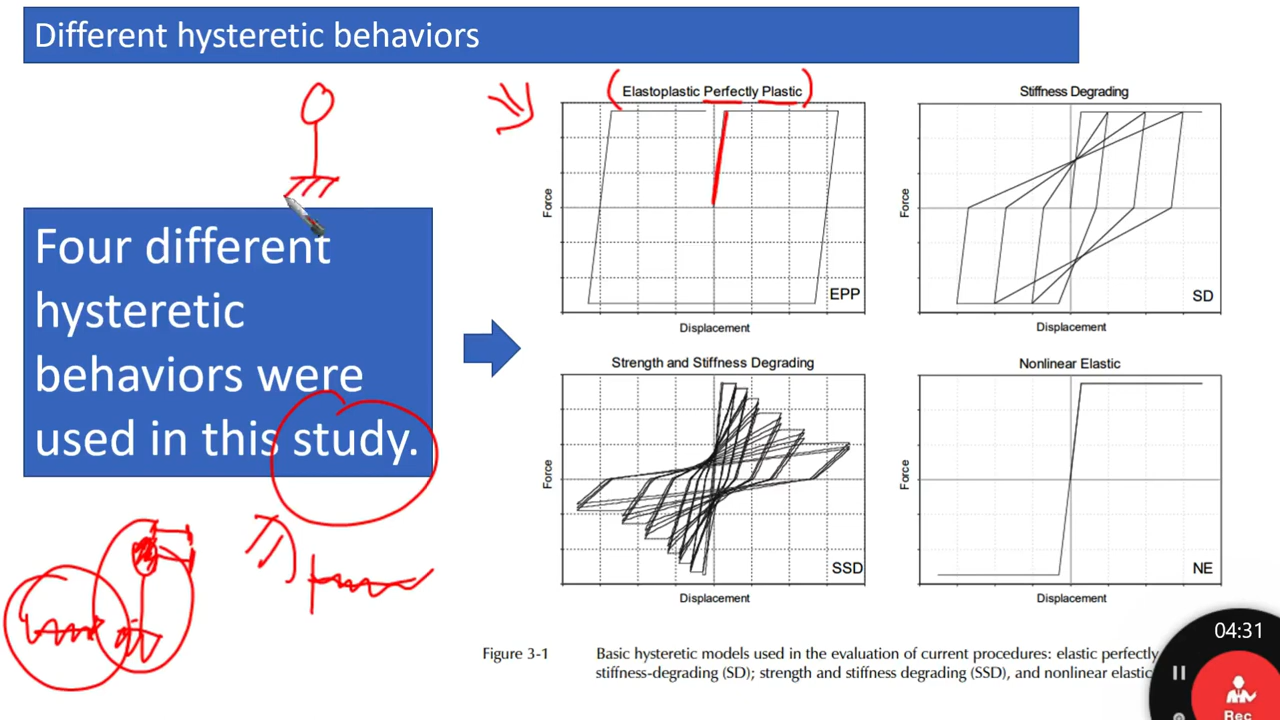 Different hysteretic behaviors
Four different
hysteretic
behaviors were
used in this study.
Elastoplastic Perfectly Plastic
Force
EPP
Displacement
Stiffness Degrading
Force
SD
Displacement
Strength and Stiffness Degrading
Force
SSD
Displacement
Nonlinear Elastic
Force
NE
Displacement
Figure 3-1
Basic hysteretic models used in the evaluation of current procedures: elastic perfectly
stiffness-degrading (SD); strength and stiffness degrading (SSD), and nonlinear elastic
04:31
Rec